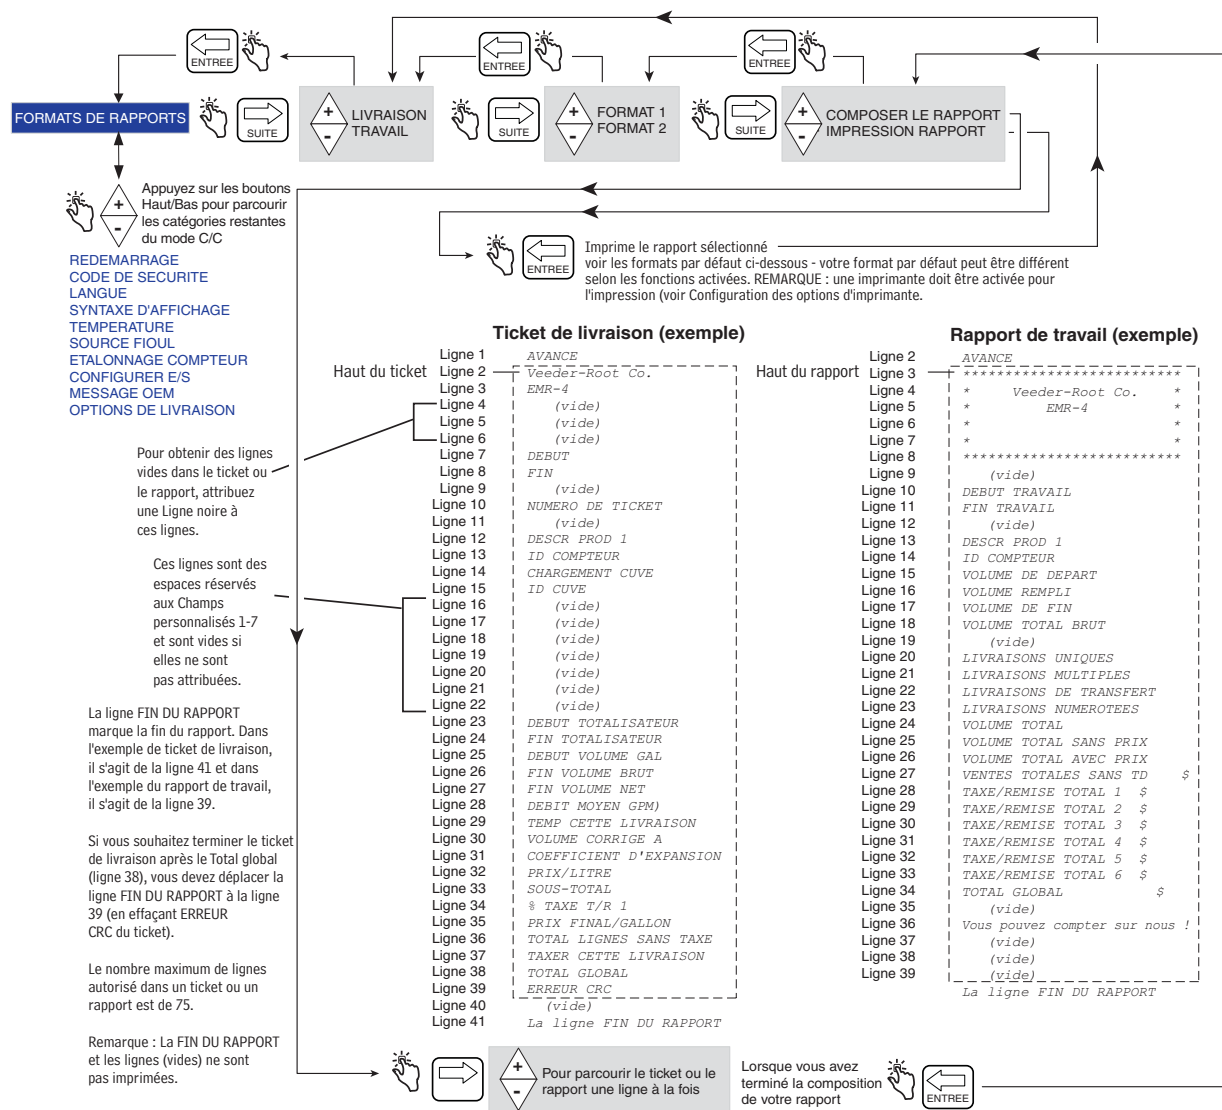 ENTREE
ENTREE
ENTREE
FORMATS DE RAPPORTS
SUITE
+
-
LIVRAISON
TRAVAIL
SUITE
+
-
FORMAT 1
FORMAT 2
SUITE
+
-
COMPOSER LE RAPPORT
IMPRESSION RAPPORT
+
-
Appuyez sur les boutons
Haut/Bas pour parcourir
les catégories restantes
du mode C/C
REDEMARRAGE
CODE DE SECURITE
LANGUE
SYNTAXE D'AFFICHAGE
TEMPERATURE
SOURCE FIOUL
ETALONNAGE COMPTEUR
CONFIGURER E/S
MESSAGE OEM
OPTIONS DE LIVRAISON
ENTREE
Imprime le rapport sélectionné
voir les formats par défaut ci-dessous - votre format par défaut peut être différent
selon les fonctions activées. REMARQUE : une imprimante doit être activée pour
l'impression (voir Configuration des options d'imprimante.
Pour obtenir des lignes
vides dans le ticket ou
le rapport, attribuez
une Ligne noire à
ces lignes.
Ces lignes sont des
espaces réservés
aux Champs
personnalisés 1-7
et sont vides si
elles ne sont
pas attribuées.
La ligne FIN DU RAPPORT
marque la fin du rapport. Dans
l'exemple de ticket de livraison,
il s'agit de la ligne 41 et dans
l'exemple du rapport de travail,
il s'agit de la ligne 39.
Si vous souhaitez terminer le ticket
de livraison après le Total global
(ligne 38), vous devez déplacer la
ligne FIN DU RAPPORT à la ligne
39 (en effaçant ERREUR
CRC du ticket).
Le nombre maximum de lignes
autorisé dans un ticket ou un
rapport est de 75.
Remarque : La FIN DU RAPPORT
et les lignes (vides) ne sont
pas imprimées.
Ticket de livraison (exemple)
Haut du ticket
Ligne 1 AVANCE
Ligne 2 Veeder-Root Co.
Ligne 3 EMR-4
Ligne 4 (vide)
Ligne 5 (vide)
Ligne 6 (vide)
Ligne 7 DEBUT
Ligne 8 FIN
Ligne 9 (vide)
Ligne 10 NUMERO DE TICKET
Ligne 11 (vide)
Ligne 12 DESCR PROD 1
Ligne 13 ID COMPTEUR
Ligne 14 CHARGEMENT CUVE
Ligne 15 ID CUVE
Ligne 16 (vide)
Ligne 17 (vide)
Ligne 18 (vide)
Ligne 19 (vide)
Ligne 20 (vide)
Ligne 21 (vide)
Ligne 22 (vide)
Ligne 23 DEBUT TOTALISATEUR
Ligne 24 FIN TOTALISATEUR
Ligne 25 DEBUT VOLUME GAL
Ligne 26 FIN VOLUME BRUT
Ligne 27 FIN VOLUME NET
Ligne 28 DEBIT MOYEN GPM)
Ligne 29 TEMP CETTE LIVRAISON
Ligne 30 VOLUME CORRIGE A
Ligne 31 COEFFICIENT D'EXPANSION
Ligne 32 PRIX/LITRE
Ligne 33 SOUS-TOTAL
Ligne 34 % TAXE T/R 1
Ligne 35 PRIX FINAL/GALLON
Ligne 36 TOTAL LIGNES SANS TAXE
Ligne 37 TAXER CETTE LIVRAISON
Ligne 38 TOTAL GLOBAL
Ligne 39 ERREUR CRC
Ligne 40 (vide)
Ligne 41 La ligne FIN DU RAPPORT
Rapport de travail (exemple)
Haut du rapport
Ligne 2 AVANCE
Ligne 3 **************************
Ligne 4 * Veeder-Root Co. *
Ligne 5 * EMR-4 *
Ligne 6 * *
Ligne 7 * *
Ligne 8 **************************
Ligne 9 (vide)
Ligne 10 DEBUT TRAVAIL
Ligne 11 FIN TRAVAIL
Ligne 12 (vide)
Ligne 13 DESCR PROD 1
Ligne 14 ID COMPTEUR
Ligne 15 VOLUME DE DEPART
Ligne 16 VOLUME REMPLI
Ligne 17 VOLUME DE FIN
Ligne 18 VOLUME TOTAL BRUT
Ligne 19 (vide)
Ligne 20 LIVRAISONS UNIQUES
Ligne 21 LIVRAISONS MULTIPLES
Ligne 22 LIVRAISONS DE TRANSFERT
Ligne 23 LIVRAISONS NUMEROTEES
Ligne 24 VOLUME TOTAL
Ligne 25 VOLUME TOTAL SANS PRIX
Ligne 26 VOLUME TOTAL AVEC PRIX
Ligne 27 VENTES TOTALES SANS TD $
Ligne 28 TAXE/REMISE TOTAL 1 $
Ligne 29 TAXE/REMISE TOTAL 2 $
Ligne 30 TAXE/REMISE TOTAL 3 $
Ligne 31 TAXE/REMISE TOTAL 4 $
Ligne 32 TAXE/REMISE TOTAL 5 $
Ligne 33 TAXE/REMISE TOTAL 6 $
Ligne 34 TOTAL GLOBAL $
Ligne 35 (vide)
Ligne 36 Vous pouvez compter sur nous !
Ligne 37 (vide)
Ligne 38 (vide)
Ligne 39 (vide)
La ligne FIN DU RAPPORT
+
-
Pour parcourir le ticket ou le
rapport une ligne à la fois
Lorsque vous avez
terminé la composition
de votre rapport
ENTREE